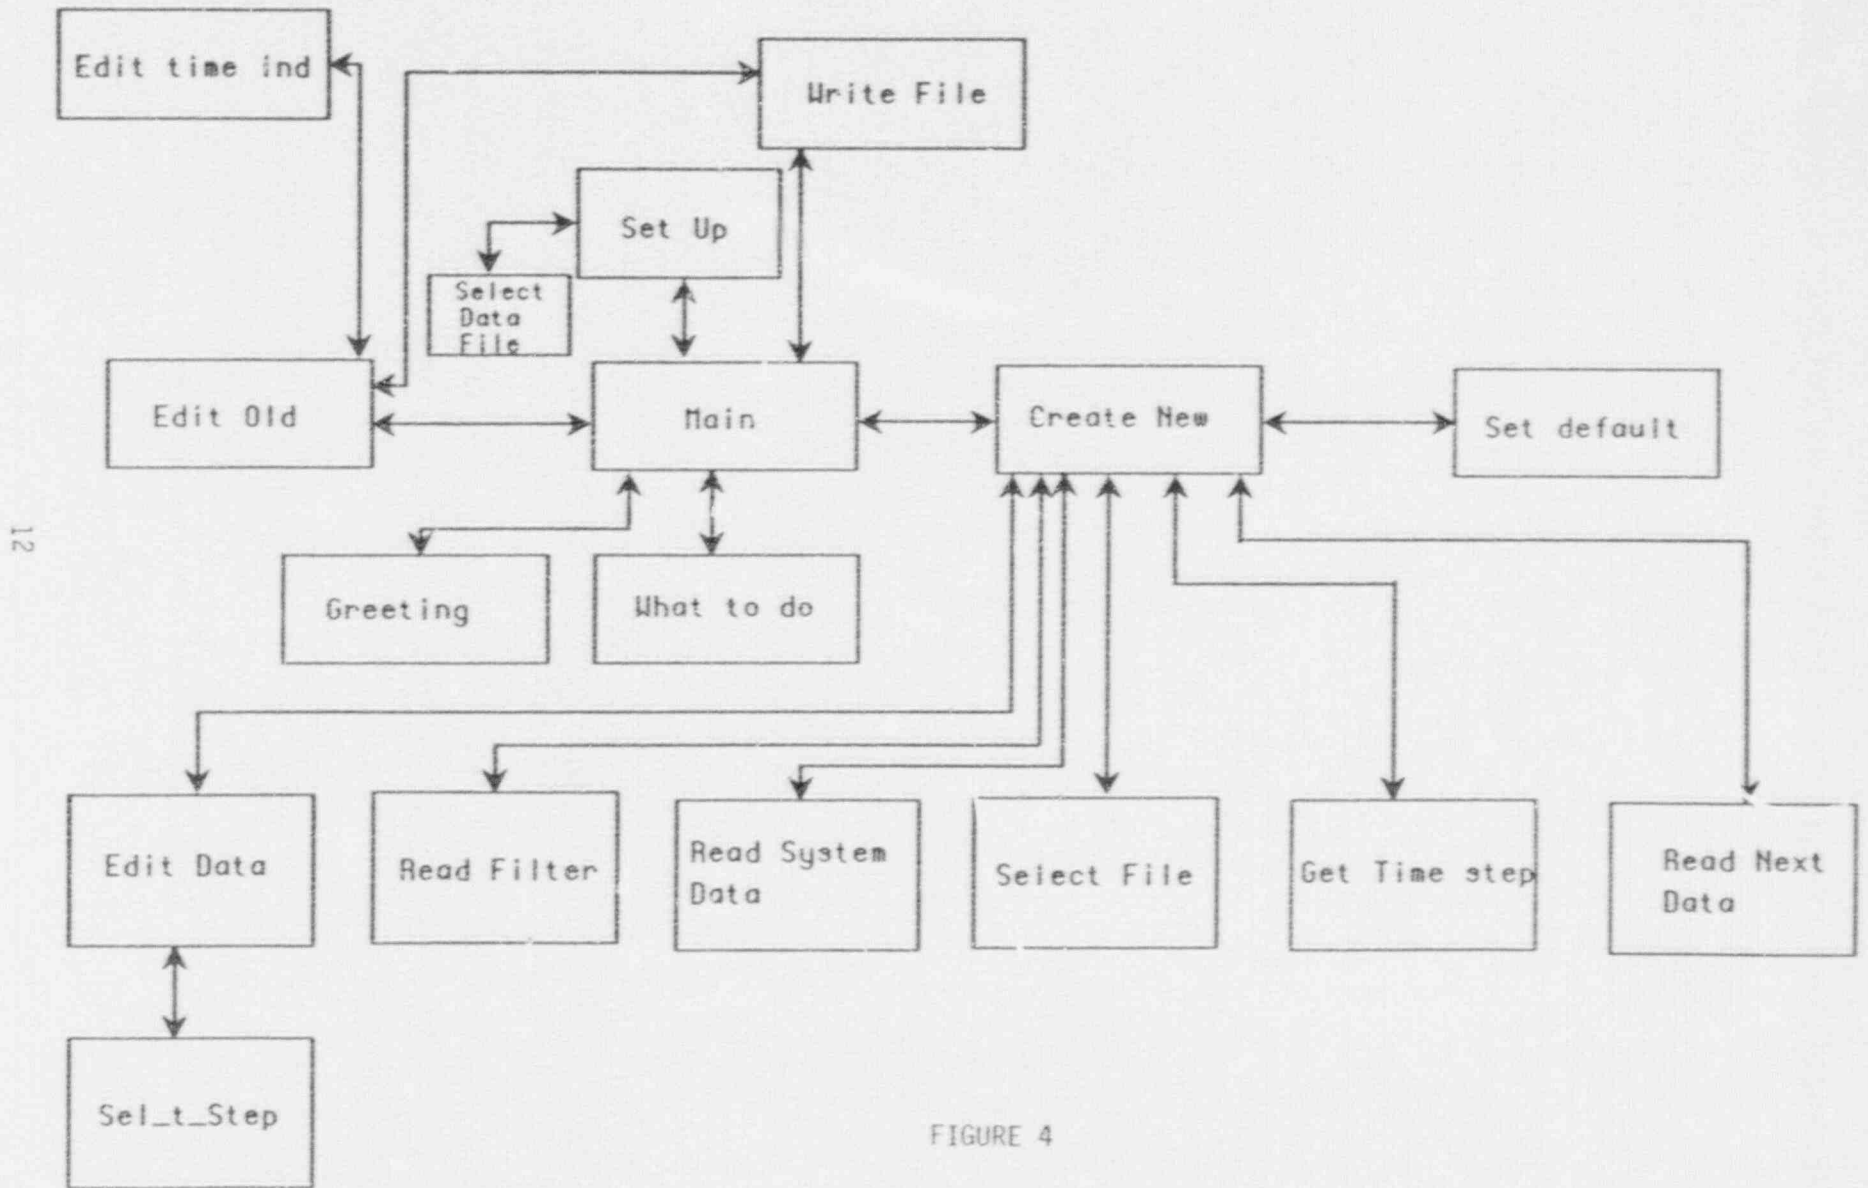 Edit time ind
Write File
Set Up
Select
Data
File
Edit Old
Main
Create New
Set default
12
Greeting
What to do
Edit Data
Read Filter
Read System
Data
Select File
Get Time step
Read Next
Data
Sel_t_Step
FIGURE 4